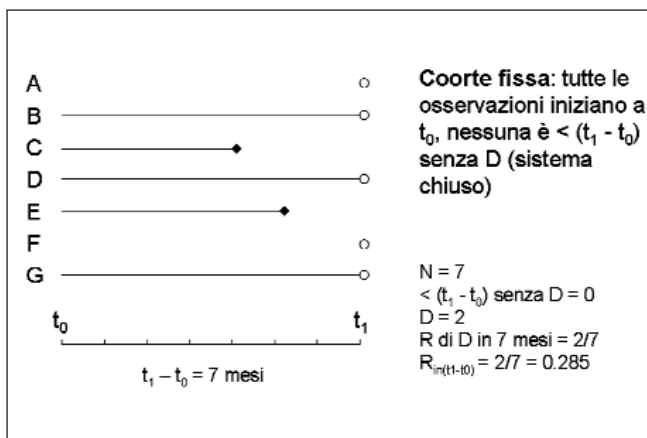 A
B
C
D
E
F
G
t₀ t₁
t₁ – t₀ = 7 mesi
Coorte fissa: tutte le
osservazioni iniziano a
t₀, nessuna è < (t₁ - t₀)
senza D (sistema
chiuso)
N = 7
< (t₁ - t₀) senza D = 0
D = 2
R di D in 7 mesi = 2/7
R in(t1-t0) = 2/7 = 0.285